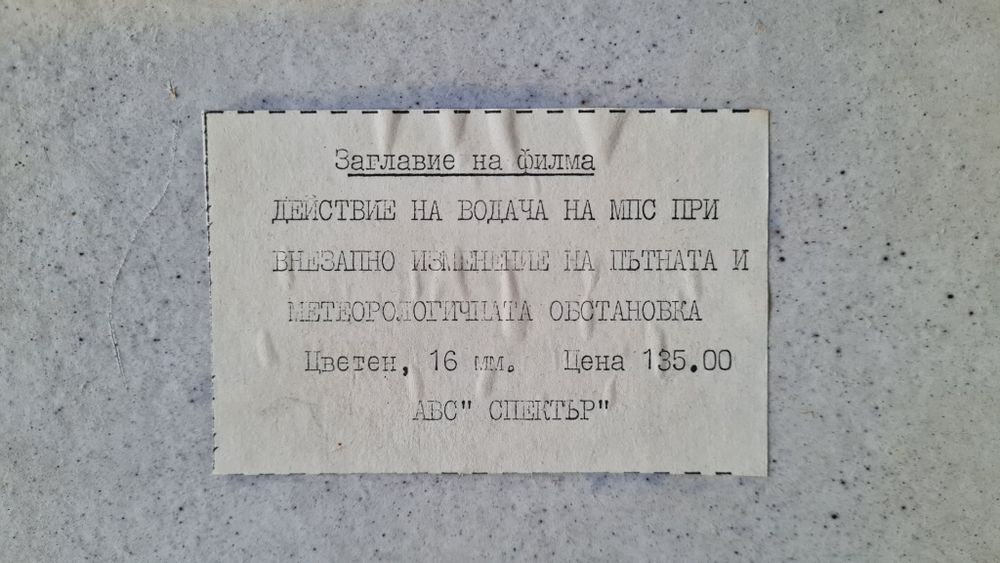 Заглавие на филма
ДЕЙСТВИЕ НА ВОДАЧА НА МПС ПРИ
ВНЕЗАПНО ИЗМЕНЕНИЕ НА ПЪТНАТА И
МЕТЕОРОЛОГИЧНАТА ОБСТАНОВКА
Цветен, 16 мм. Цена 135.00
АВС" СПЕКТЪР"